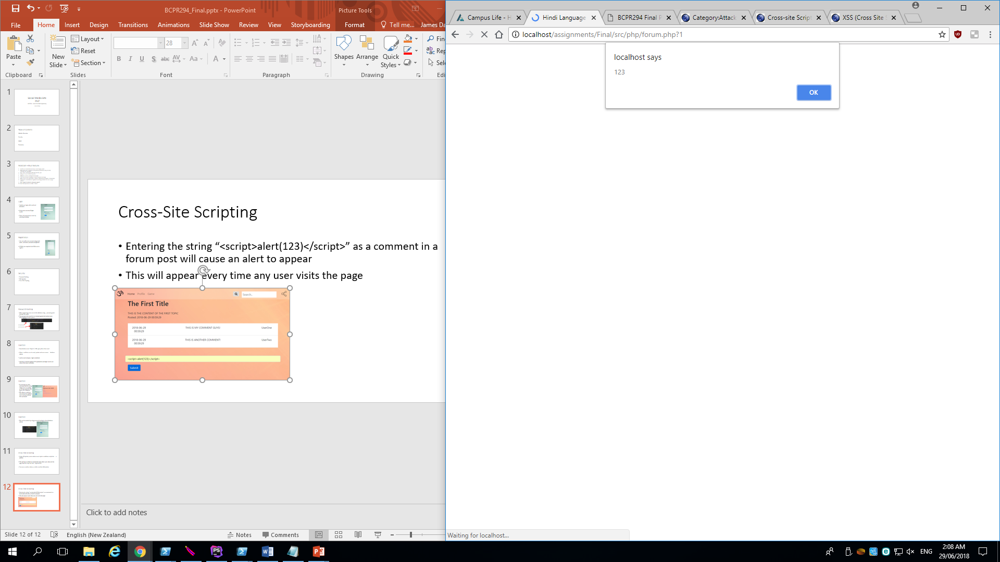 BCPR294_Final.pptx - PowerPoint
Picture Tools
File
Home
Insert
Design
Transitions
Animations
Slide Show
Review
View
Storyboarding
Format
Tell me...
James Da
Paste
Clipboard
New
Slide
Layout
Reset
Section
Slides
28
B I U S abc AV Aa A
Font
Paragraph
Shapes
Arrange
Quick
Styles
Drawing
Fin
Rep
Sele
Edi
1
2
3
4
5
6
7
8
9
10
11
12
Cross-Site Scripting
• Entering the string “<script>alert(123)</script>” as a comment in a
forum post will cause an alert to appear
• This will appear every time any user visits the page
Home Profile Game
Search..
The First Title
THIS IS THE CONTENT OF THE FIRST TOPIC
Posted: 2018-06-29 00:59:29
2018-06-29
00:59:29
THIS IS MY COMMENT GUYS!
UserOne
2018-06-29
00:59:29
THIS IS ANOTHER COMMENT!
UserTwo
<script>alert(123)</script>
Submit
Click to add notes
Slide 12 of 12
English (New Zealand)
Notes
Comments
Campus Life - H
Hindi Language
BCPR294 Final P
Category:Attack
Cross-site Script
XSS (Cross Site S
localhost/assignments/Final/src/php/forum.php?1
localhost says
123
OK
Waiting for localhost...
ENG
2:08 AM
29/06/2018